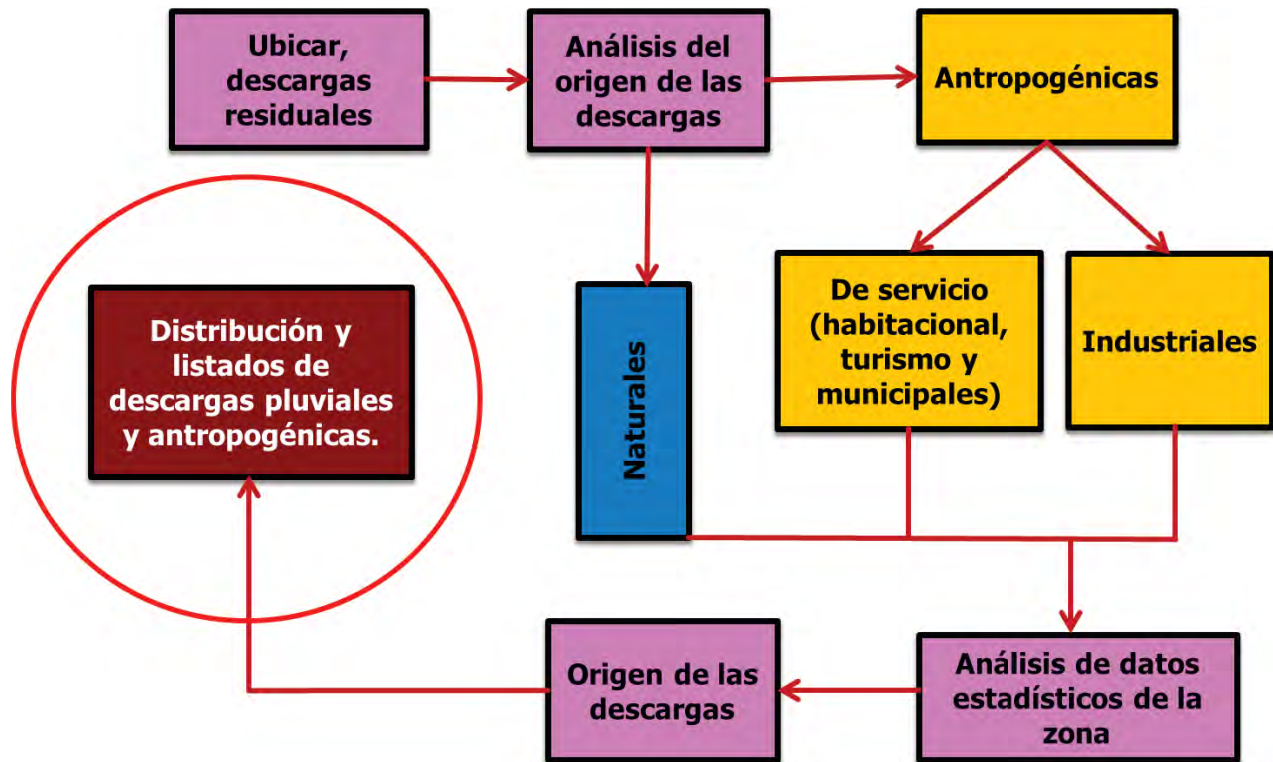 Ubicar,
descargas
residuales
Análisis del
origen de las
descargas
Antropogénicas
De servicio
(habitacional,
turismo y
municipales)
Industriales
Naturales
Distribución y
listados de
descargas pluviales
y antropogénicas.
Origen de las
descargas
Análisis de datos
estadísticos de la
zona